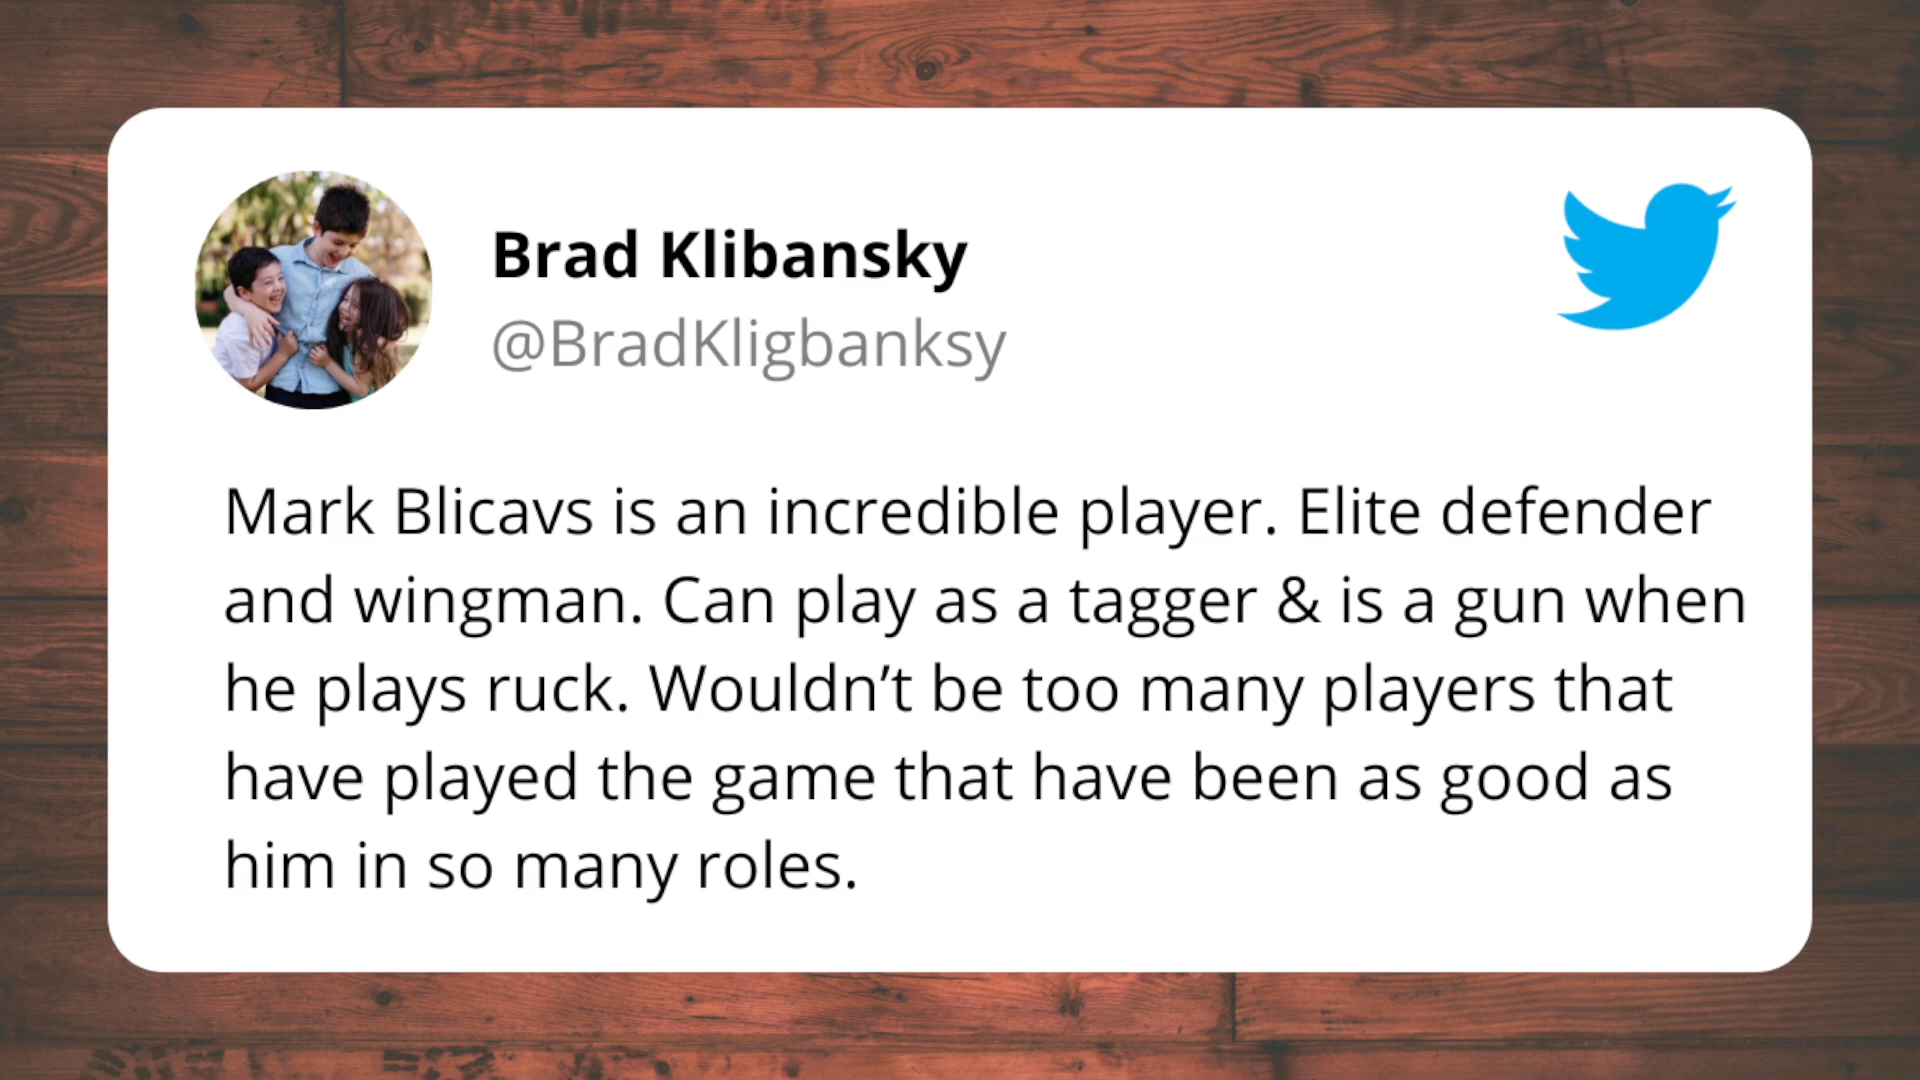 Brad Klibansky
@BradKligbanksy
Mark Blicavs is an incredible player. Elite defender
and wingman. Can play as a tagger & is a gun when
he plays ruck. Wouldn’t be too many players that
have played the game that have been as good as
him in so many roles.